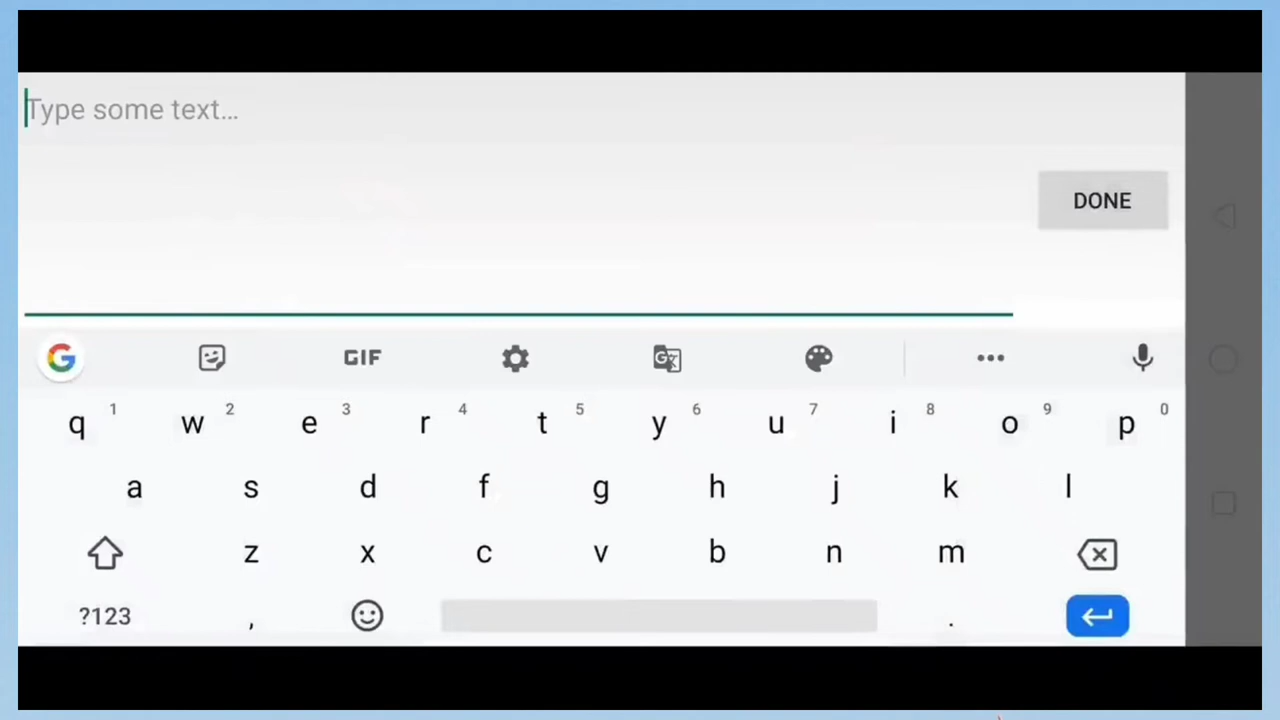 Type some text...
DONE
G GIF G
q 1 w 2 e 3 r 4 t 5 y 6 u 7 i 8 o 9 p 0
a s d f g h j k l
z x c v b n m
?123 , .